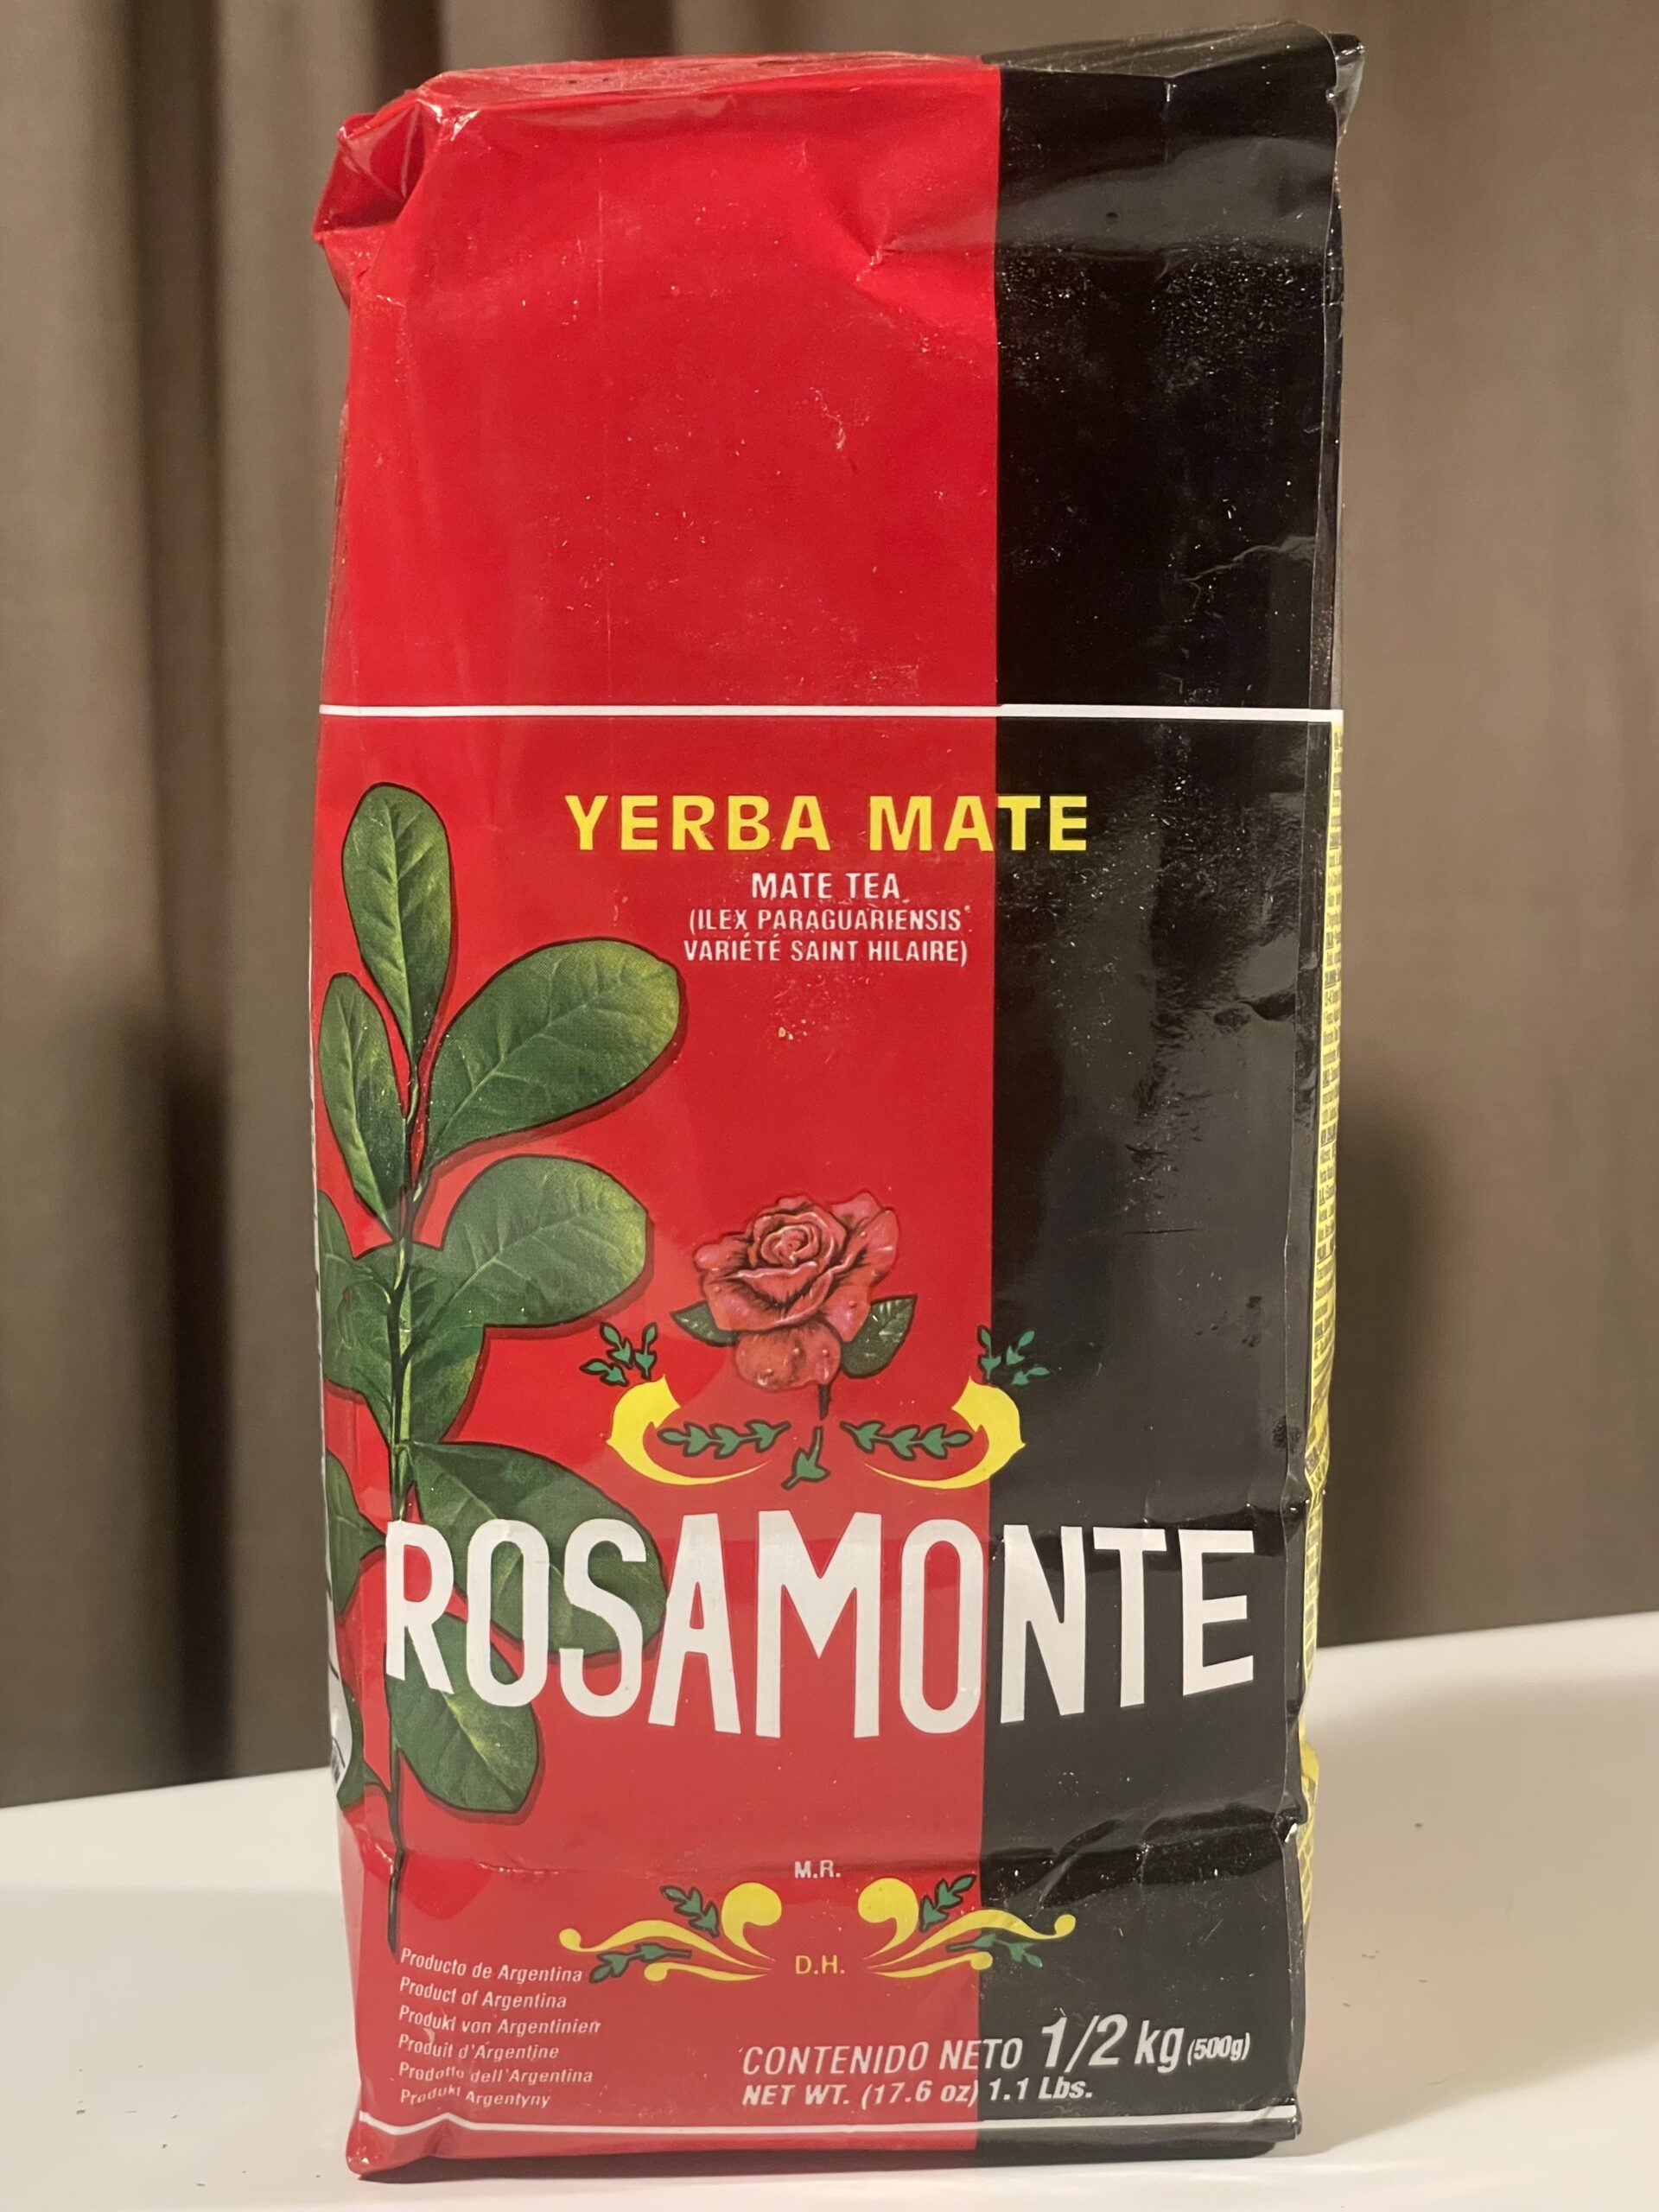 YERBA MATE
MATE TEA
(ILEX PARAGUARIENSIS
VARIÉTÉ SAINT HILAIRE)
ROSAMONTE
M.R.
D.H.
Producto de Argentina
Product of Argentina
Produkt von Argentinien
Produit d'Argentine
Prodotto dell'Argentina
Produkt Argentyny
CONTENIDO NETO 1/2 kg (500g)
NET WT. (17.6 oz) 1.1 Lbs.